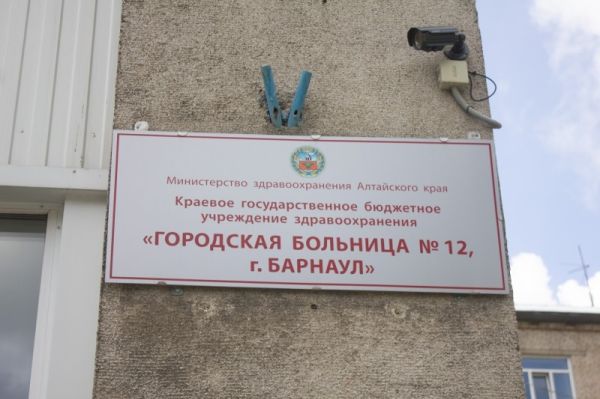 Министерство здравоохранения Алтайского края
Краевое государственное бюджетное
учреждение здравоохранения
«ГОРОДСКАЯ БОЛЬНИЦА № 12,
г. БАРНАУЛ»